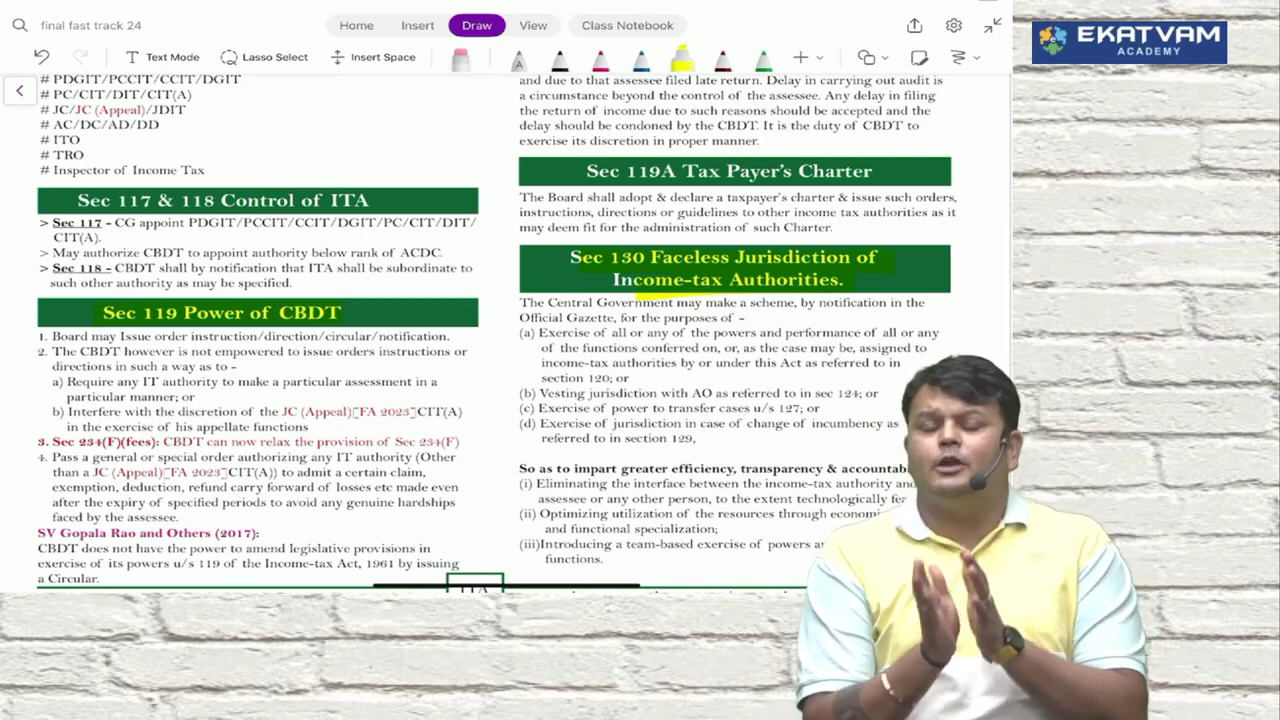 final fast track 24
Home
Insert
Draw
View
Class Notebook
Text Mode
Lasso Select
Insert Space
EKATVAM
ACADEMY
# PDGIT/PCCIT/CCIT/DGIT
# PC/CIT/DIT/CIT(A)
# JC/JC (Appeal)/JDIT
# AC/DC/AD/DD
# ITO
# TRO
# Inspector of Income Tax
Sec 117 & 118 Control of ITA
> Sec 117 - CG appoint PDGIT/PCCIT/CCIT/DGIT/PC/CIT/DIT/
CIT(A).
> May authorize CBDT to appoint authority below rank of ACDC.
> Sec 118 - CBDT shall by notification that ITA shall be subordinate to
such other authority as may be specified.
Sec 119 Power of CBDT
1. Board may Issue order instruction/direction/circular/notification.
2. The CBDT however is not empowered to issue orders instructions or
directions in such a way as to -
a) Require any IT authority to make a particular assessment in a
particular manner; or
b) Interfere with the discretion of the JC (Appeal)[FA 2023]CIT(A)
in the exercise of his appellate functions
3. Sec 234(F)(fees): CBDT can now relax the provision of Sec 234(F)
4. Pass a general or special order authorizing any IT authority (Other
than a JC (Appeal)[FA 2023]CIT(A)) to admit a certain claim,
exemption, deduction, refund carry forward of losses etc made even
after the expiry of specified periods to avoid any genuine hardships
faced by the assessee.
SV Gopala Rao and Others (2017):
CBDT does not have the power to amend legislative provisions in
exercise of its powers u/s 119 of the Income-tax Act, 1961 by issuing
a Circular.
and due to that assessee filed late return. Delay in carrying out audit is
a circumstance beyond the control of the assessee. Any delay in filing
the return of income due to such reasons should be accepted and the
delay should be condoned by the CBDT. It is the duty of CBDT to
exercise its discretion in proper manner.
Sec 119A Tax Payer's Charter
The Board shall adopt & declare a taxpayer's charter & issue such orders,
instructions, directions or guidelines to other income tax authorities as it
may deem fit for the administration of such Charter.
Sec 130 Faceless Jurisdiction of
Income-tax Authorities.
The Central Government may make a scheme, by notification in the
Official Gazette, for the purposes of -
(a) Exercise of all or any of the powers and performance of all or any
of the functions conferred on, or, as the case may be, assigned to
income-tax authorities by or under this Act as referred to in
section 120; or
(b) Vesting jurisdiction with AO as referred to in sec 124; or
(c) Exercise of power to transfer cases u/s 127; or
(d) Exercise of jurisdiction in case of change of incumbency as
referred to in section 129,
So as to impart greater efficiency, transparency &
(i) Eliminating the interface between the income-tax authority and
assessee or any other person, to the extent technologically
(ii) Optimizing utilization of the resources through
and functional specialization;
(iii)Introducing a team-based exercise of powers
functions.
ITA